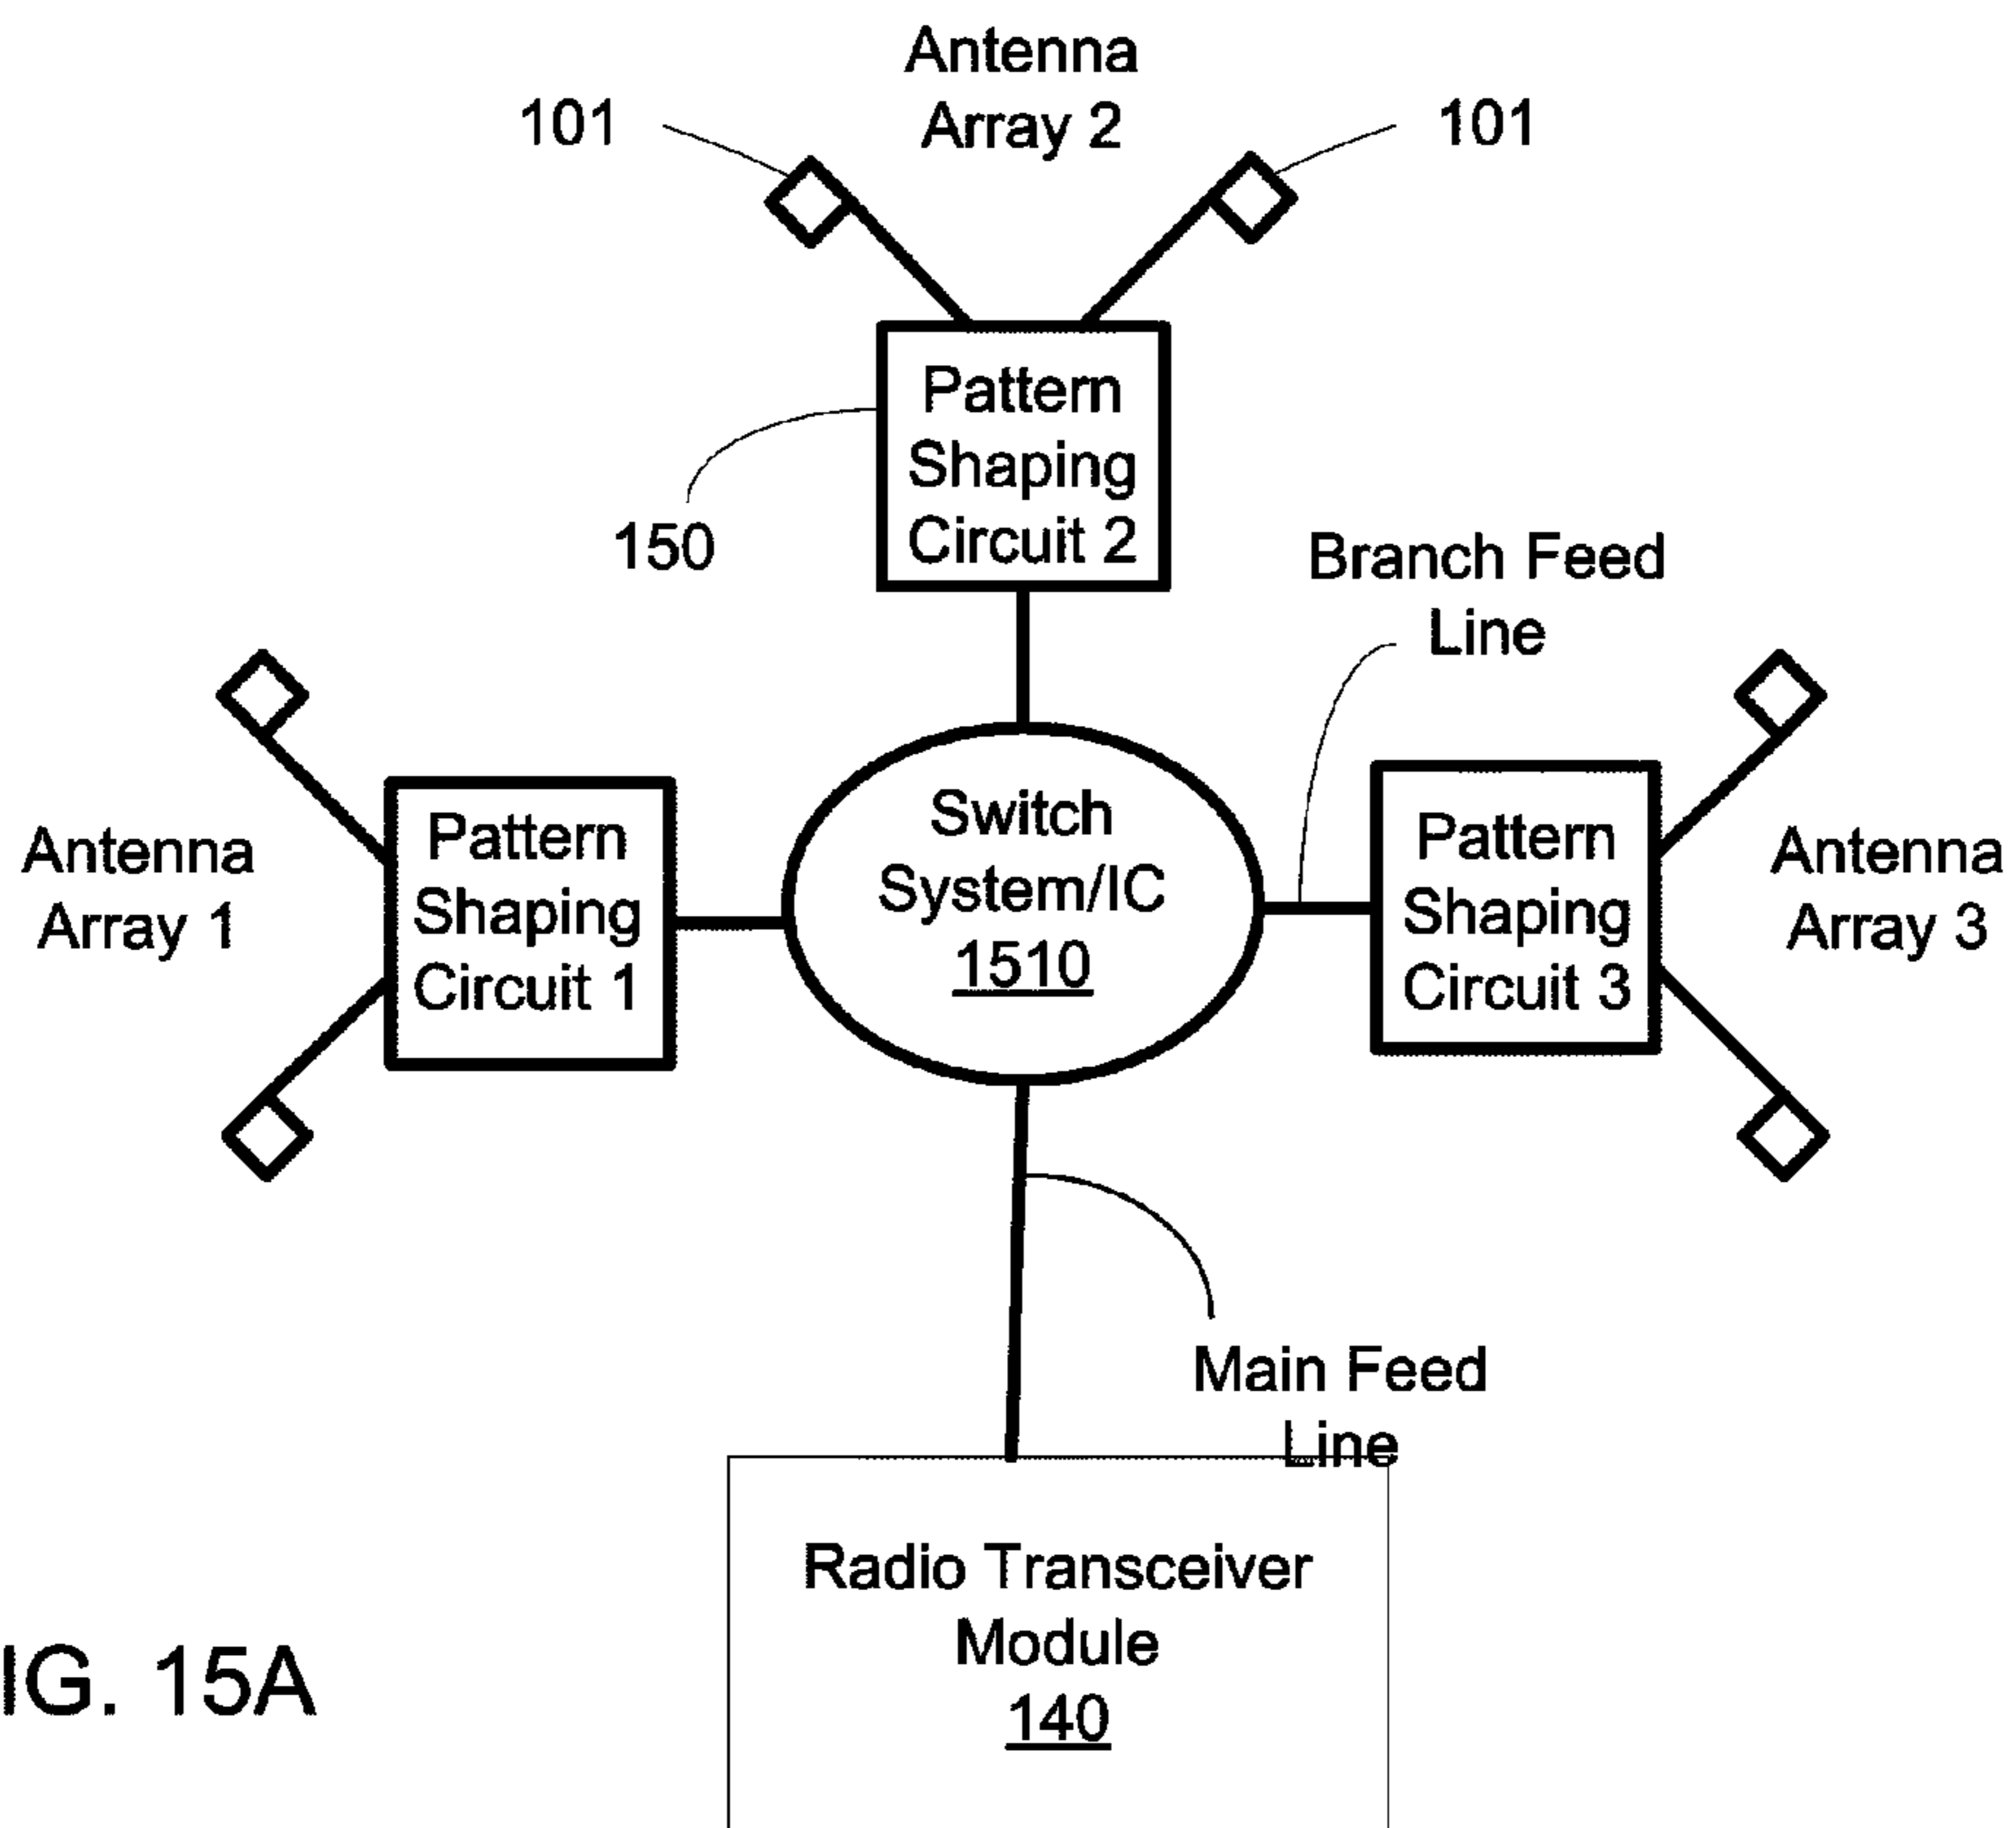 Antenna
Array 2
101
101
Pattern
Shaping
Circuit 2
150
Branch Feed
Line
Antenna
Array 1
Pattern
Shaping
Circuit 1
Switch
System/IC
1510
Pattern
Shaping
Circuit 3
Antenna
Array 3
Main Feed
Line
Radio Transceiver
Module
140
IG. 15A